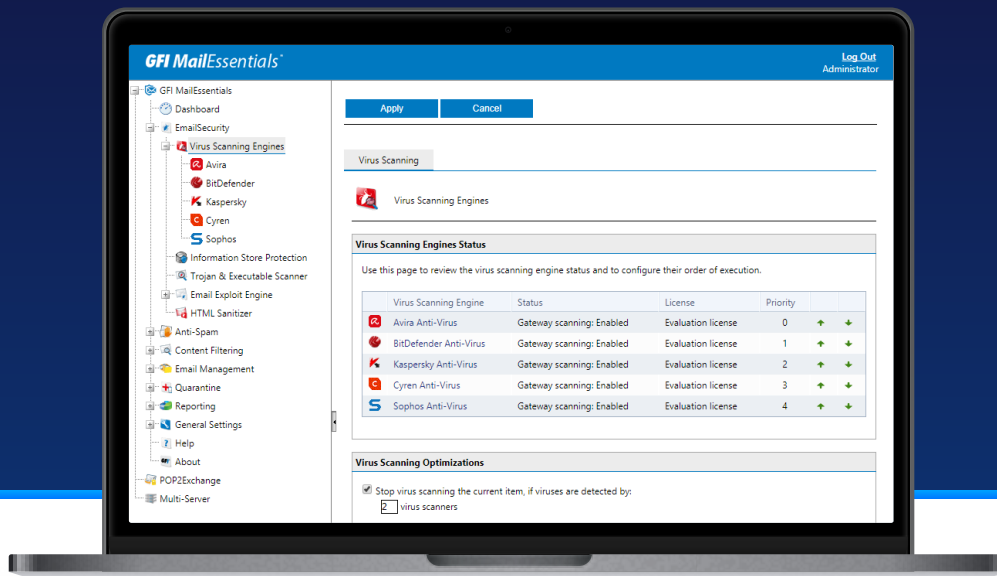 GFI MailEssentials
Log Out
Administrator
GFI MailEssentials
Dashboard
EmailSecurity
Virus Scanning Engines
Avira
BitDefender
Kaspersky
Cyren
Sophos
Information Store Protection
Trojan & Executable Scanner
Email Exploit Engine
HTML Sanitizer
Anti-Spam
Content Filtering
Email Management
Quarantine
Reporting
General Settings
Help
About
POP2Exchange
Multi-Server
Apply Cancel
Virus Scanning
Virus Scanning Engines
Virus Scanning Engines Status
Use this page to review the virus scanning engine status and to configure their order of execution.
Virus Scanning Engine Status License Priority
Avira Anti-Virus Gateway scanning: Enabled Evaluation license 0
BitDefender Anti-Virus Gateway scanning: Enabled Evaluation license 1
Kaspersky Anti-Virus Gateway scanning: Enabled Evaluation license 2
Cyren Anti-Virus Gateway scanning: Enabled Evaluation license 3
Sophos Anti-Virus Gateway scanning: Enabled Evaluation license 4
Virus Scanning Optimizations
Stop virus scanning the current item, if viruses are detected by:
2 virus scanners